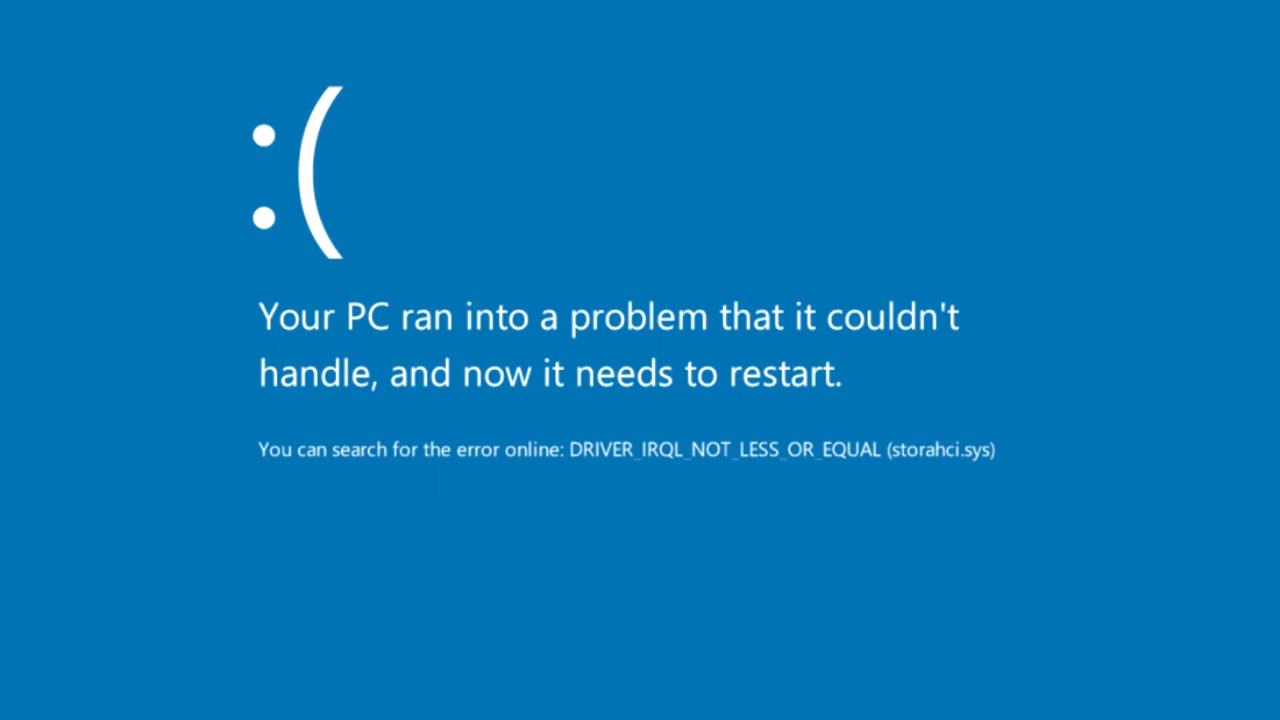 :(
Your PC ran into a problem that it couldn't
handle, and now it needs to restart.
You can search for the error online: DRIVER_IRQL_NOT_LESS_OR_EQUAL (storahci.sys)